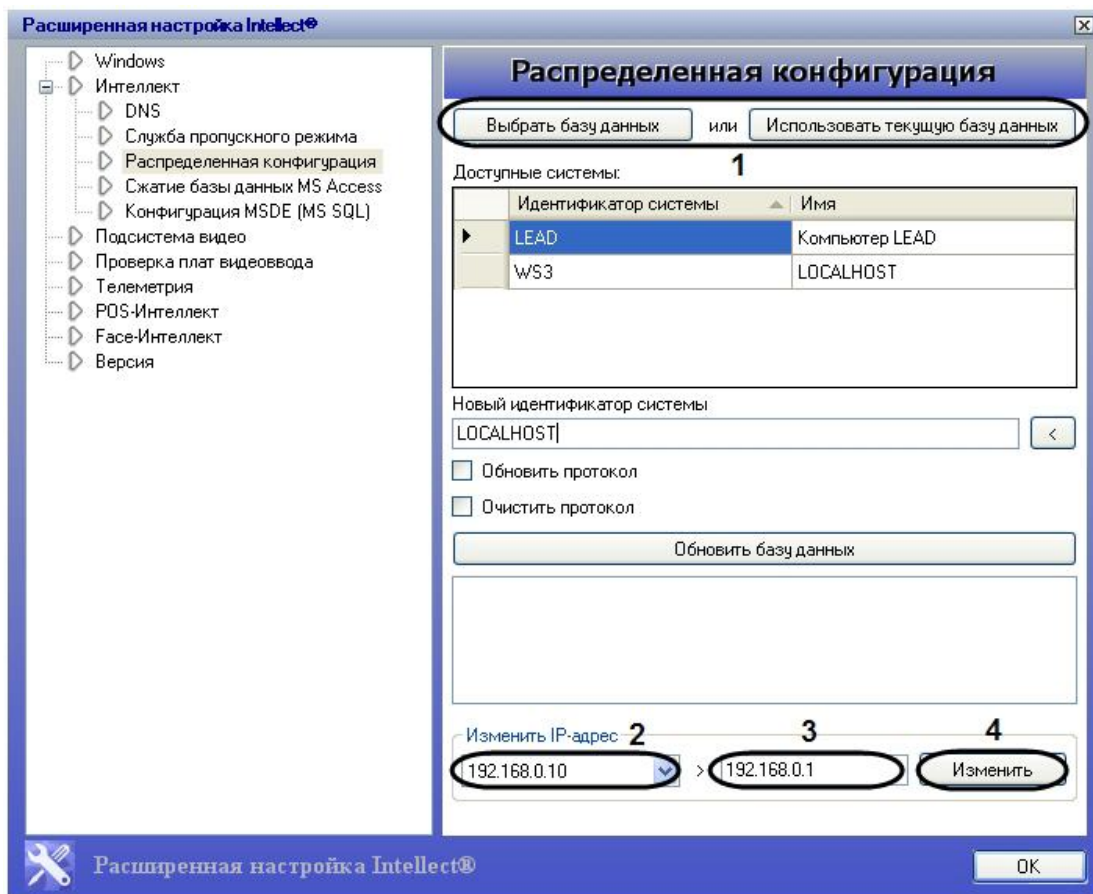 Расширенная настройка Intellect®
Windows
Интеллект
DNS
Служба пропускного режима
Распределенная конфигурация
Сжатие базы данных MS Access
Конфигурация MSDE (MS SQL)
Подсистема видео
Проверка плат видеоввода
Телеметрия
POS-Интеллект
Face-Интеллект
Версия
Распределенная конфигурация
Выбрать базу данных или Использовать текущую базу данных
1
Доступные системы:
Идентификатор системы Имя
LEAD Компьютер LEAD
WS3 LOCALHOST
Новый идентификатор системы
LOCALHOST <
Обновить протокол
Очистить протокол
Обновить базу данных
Изменить IP-адрес 2 3 4
192.168.0.10 > 192.168.0.1 Изменить
Расширенная настройка Intellect® OK